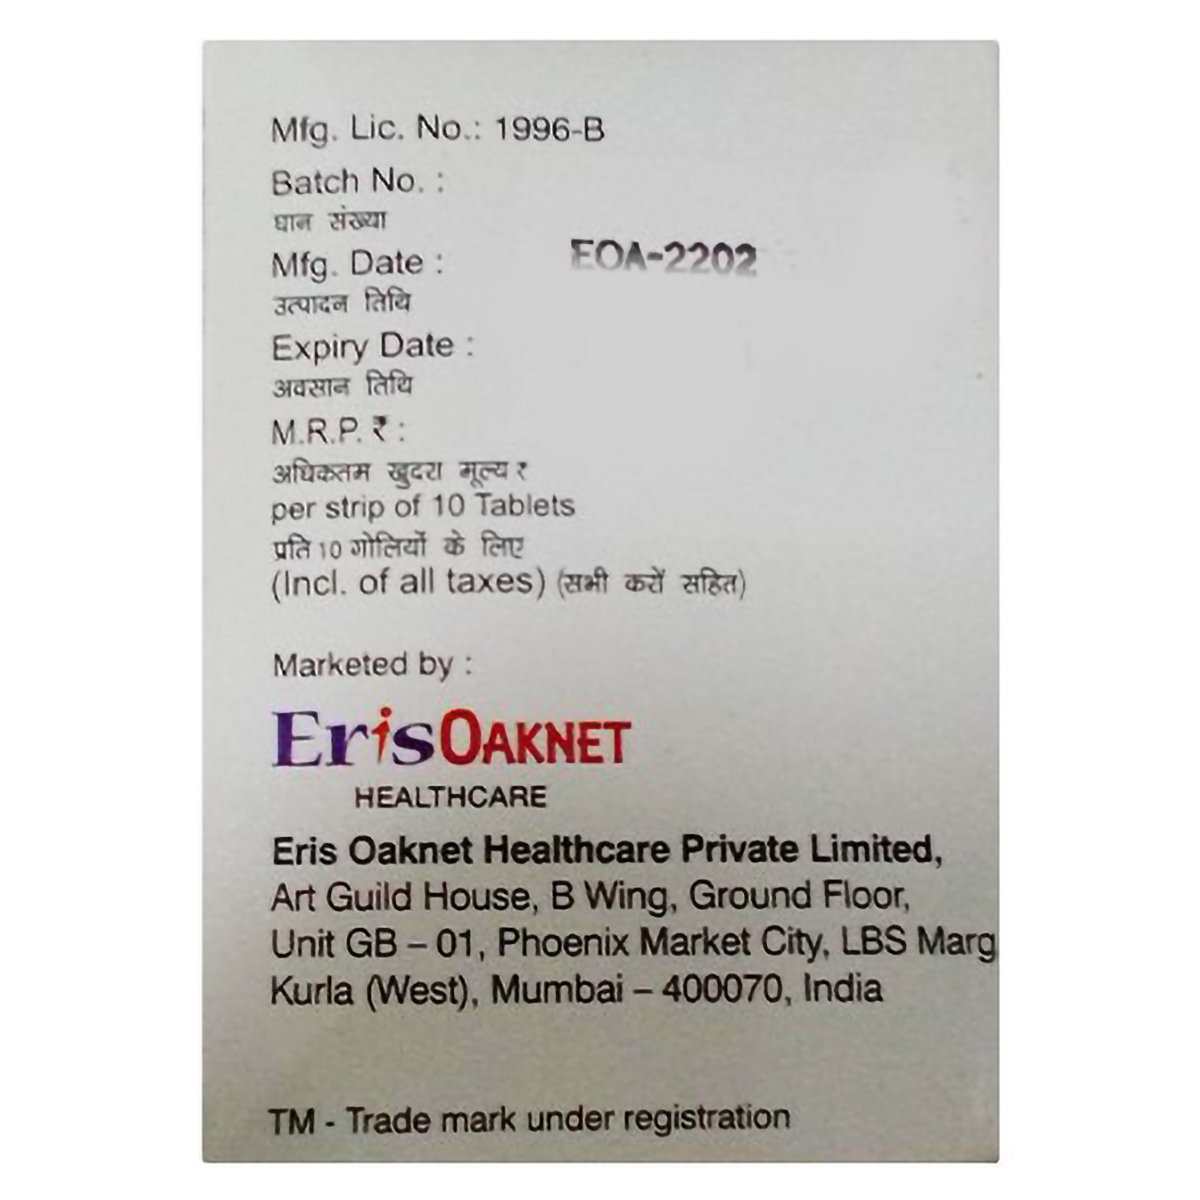 Mfg. Lic. No.: 1996-B
Batch No. :
घान संख्या
Mfg. Date : EOA-2202
उत्पादन तिथि
Expiry Date :
अवसान तिथि
M.R.P. ₹ :
अधिकतम खुदरा मूल्य ₹
per strip of 10 Tablets
प्रति 10 गोलियों के लिए
(Incl. of all taxes) (सभी करों सहित)
Marketed by :
ErisOAKNET
HEALTHCARE
Eris Oaknet Healthcare Private Limited,
Art Guild House, B Wing, Ground Floor,
Unit GB – 01, Phoenix Market City, LBS Marg
Kurla (West), Mumbai – 400070, India
TM - Trade mark under registration